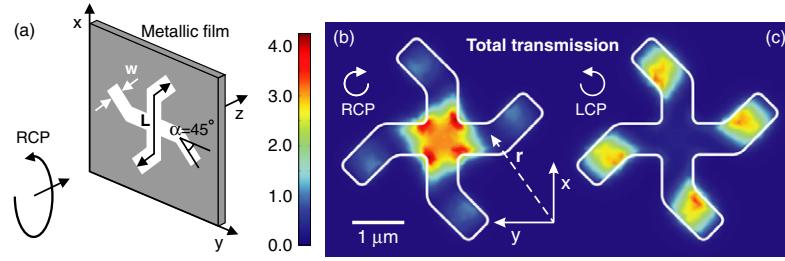 (a)
x
Metallic film
w
L
α=45°
z
RCP
y
4.0
3.0
2.0
1.0
0.0
(b)
Total transmission
(c)
RCP
LCP
r
x
y
1 μm